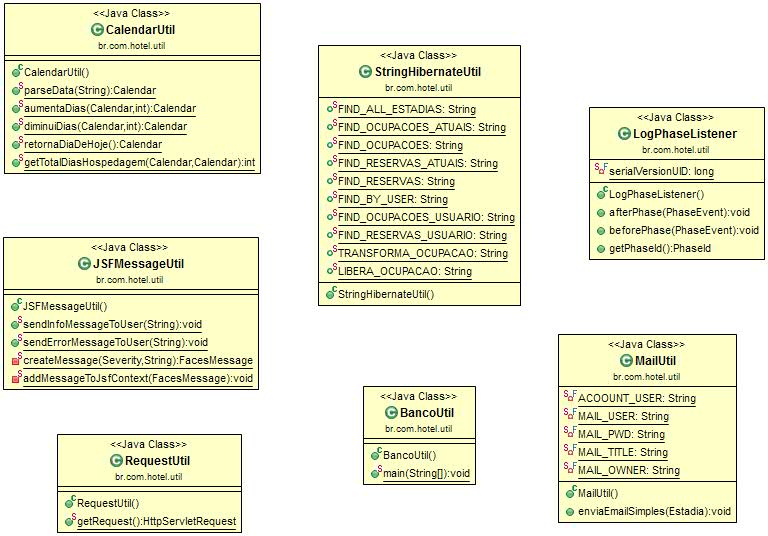 <<Java Class>>
CalendarUtil
br.com.hotel.util
CalendarUtil()
parseData(String):Calendar
aumentaDias(Calendar,int):Calendar
diminuiDias(Calendar,int):Calendar
retornaDiaDeHoje():Calendar
getTotalDiasHospedagem(Calendar,Calendar):int
<<Java Class>>
StringHibernateUtil
br.com.hotel.util
FIND_ALL_ESTADIAS: String
FIND_OCUPACOES_ATUAIS: String
FIND_OCUPACOES: String
FIND_RESERVAS_ATUAIS: String
FIND_RESERVAS: String
FIND_BY_USER: String
FIND_OCUPACOES_USUARIO: String
FIND_RESERVAS_USUARIO: String
TRANSFORMA_OCUPACAO: String
LIBERA_OCUPACAO: String
StringHibernateUtil()
<<Java Class>>
LogPhaseListener
br.com.hotel.util
serialVersionUID: long
LogPhaseListener()
afterPhase(PhaseEvent):void
beforePhase(PhaseEvent):void
getPhaseId():PhaseId
<<Java Class>>
JSFMessageUtil
br.com.hotel.util
JSFMessageUtil()
sendInfoMessageToUser(String):void
sendErrorMessageToUser(String):void
createMessage(Severity,String):FacesMessage
addMessageToJsfContext(FacesMessage):void
<<Java Class>>
MailUtil
br.com.hotel.util
ACOOUNT_USER: String
MAIL_USER: String
MAIL_PWD: String
MAIL_TITLE: String
MAIL_OWNER: String
MailUtil()
enviaEmailSimples(Estadia):void
<<Java Class>>
BancoUtil
br.com.hotel.util
BancoUtil()
main(String[]):void
<<Java Class>>
RequestUtil
br.com.hotel.util
RequestUtil()
getRequest():HttpServletRequest